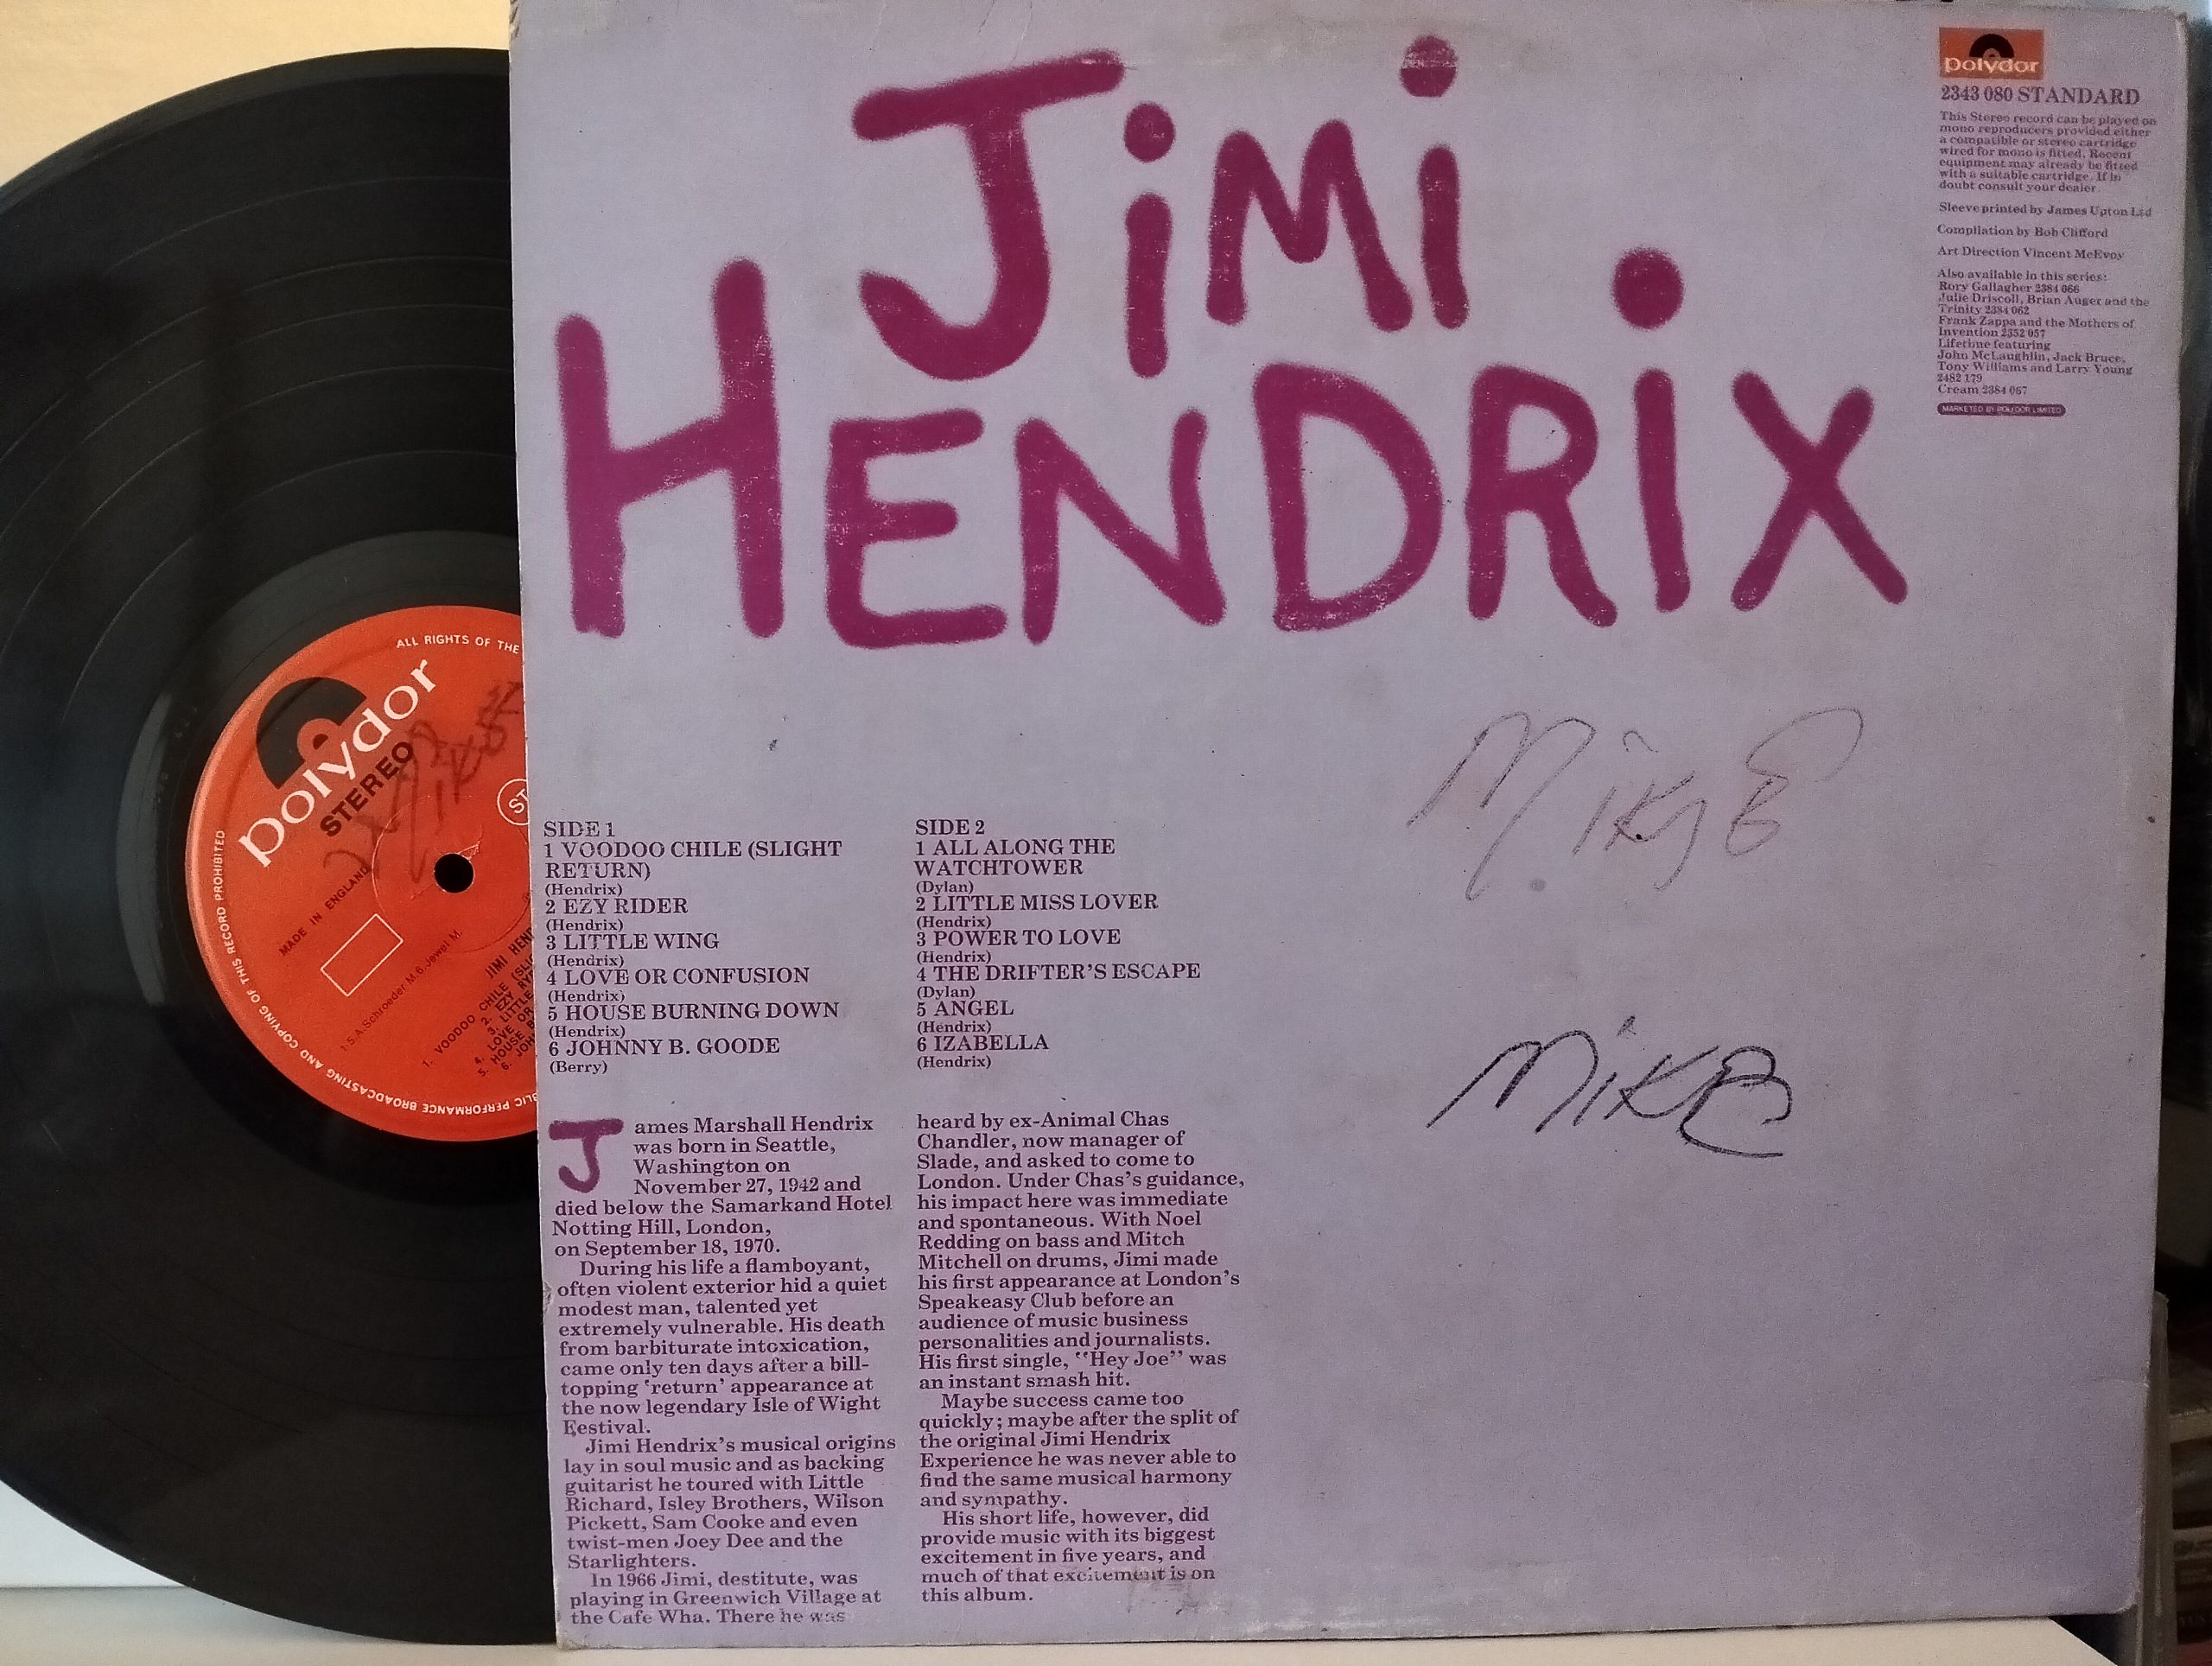 JiMi
HENDRiX
polydor
2343 080 STANDARD
This Stereo record can be played on
mono reproducers provided either
a compatible or stereo cartridge
wired for mono is fitted. Recent
equipment may already be fitted
with a suitable cartridge. If in
doubt consult your dealer.
Sleeve printed by James Upton Ltd
Compilation by Bob Clifford
Art Direction Vincent McEvoy
Also available in this series:
Rory Gallagher 2384 066
Julie Driscoll, Brian Auger and the
Trinity 2384 062
Frank Zappa and the Mothers of
Invention 2352 057
Lifetime featuring
John McLaughlin, Jack Bruce,
Tony Williams and Larry Young
2482 179
Cream 2384 067
MARKETED BY POLYDOR LIMITED
MiKE
MiKE
SIDE 1
1 VOODOO CHILE (SLIGHT
RETURN)
(Hendrix)
2 EZY RIDER
(Hendrix)
3 LITTLE WING
(Hendrix)
4 LOVE OR CONFUSION
(Hendrix)
5 HOUSE BURNING DOWN
(Hendrix)
6 JOHNNY B. GOODE
(Berry)
SIDE 2
1 ALL ALONG THE
WATCHTOWER
(Dylan)
2 LITTLE MISS LOVER
(Hendrix)
3 POWER TO LOVE
(Hendrix)
4 THE DRIFTER'S ESCAPE
(Dylan)
5 ANGEL
(Hendrix)
6 IZABELLA
(Hendrix)
James Marshall Hendrix
was born in Seattle,
Washington on
November 27, 1942 and
died below the Samarkand Hotel
Notting Hill, London,
on September 18, 1970.
During his life a flamboyant,
often violent exterior hid a quiet
modest man, talented yet
extremely vulnerable. His death
from barbiturate intoxication,
came only ten days after a bill-
topping 'return' appearance at
the now legendary Isle of Wight
Festival.
Jimi Hendrix's musical origins
lay in soul music and as backing
guitarist he toured with Little
Richard, Isley Brothers, Wilson
Pickett, Sam Cooke and even
twist-men Joey Dee and the
Starlighters.
In 1966 Jimi, destitute, was
playing in Greenwich Village at
the Cafe Wha. There he was
heard by ex-Animal Chas
Chandler, now manager of
Slade, and asked to come to
London. Under Chas's guidance,
his impact here was immediate
and spontaneous. With Noel
Redding on bass and Mitch
Mitchell on drums, Jimi made
his first appearance at London's
Speakeasy Club before an
audience of music business
personalities and journalists.
His first single, "Hey Joe" was
an instant smash hit.
Maybe success came too
quickly; maybe after the split of
the original Jimi Hendrix
Experience he was never able to
find the same musical harmony
and sympathy.
His short life, however, did
provide music with its biggest
excitement in five years, and
much of that excitement is on
this album.
ALL RIGHTS OF THE
polydor
STEREO
MiKE
ST
MADE IN ENGLAND
1-5.A.Schroeder M. 6.Jewel M.
JIMI HEN
1. VOODOO CHILE (SLI
2. EZY RY
3. LITTLE
4. LOVE OR
5. HOUSE B
6. JOH
BLIC PERFORMANCE BROADCASTING AND COPYING OF THIS RECORD PROHIBITED